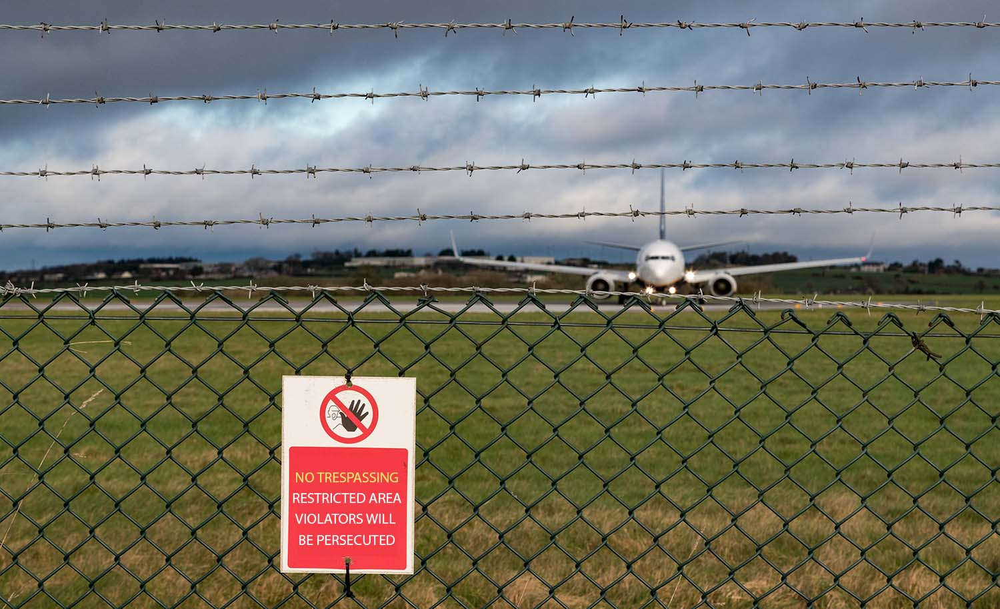 NO TRESPASSING
RESTRICTED AREA
VIOLATORS WILL
BE PERSECUTED